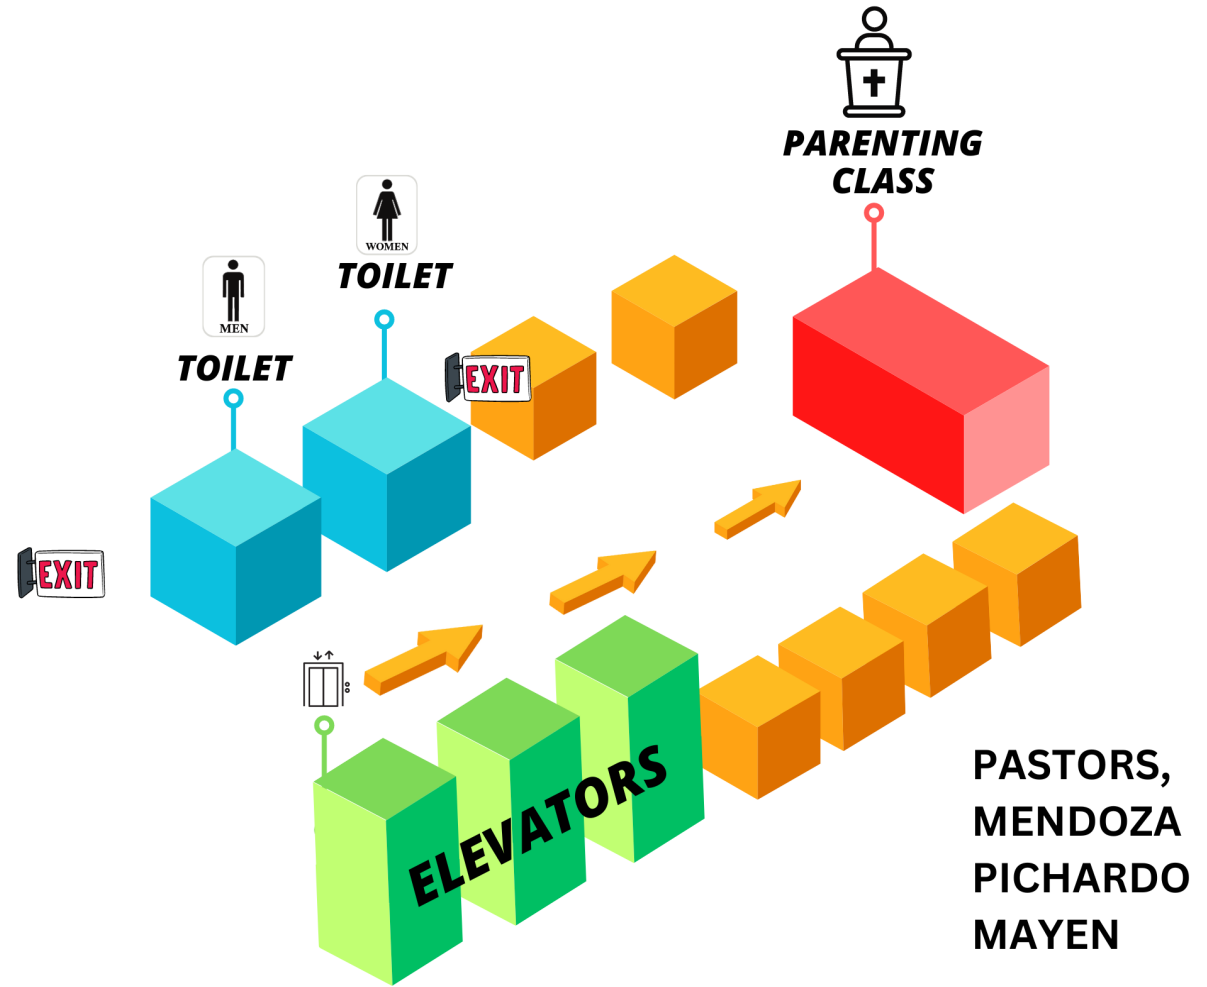 PARENTING
CLASS
WOMEN
TOILET
MEN
TOILET
EXIT
EXIT
ELEVATORS
PASTORS,
MENDOZA
PICHARDO
MAYEN